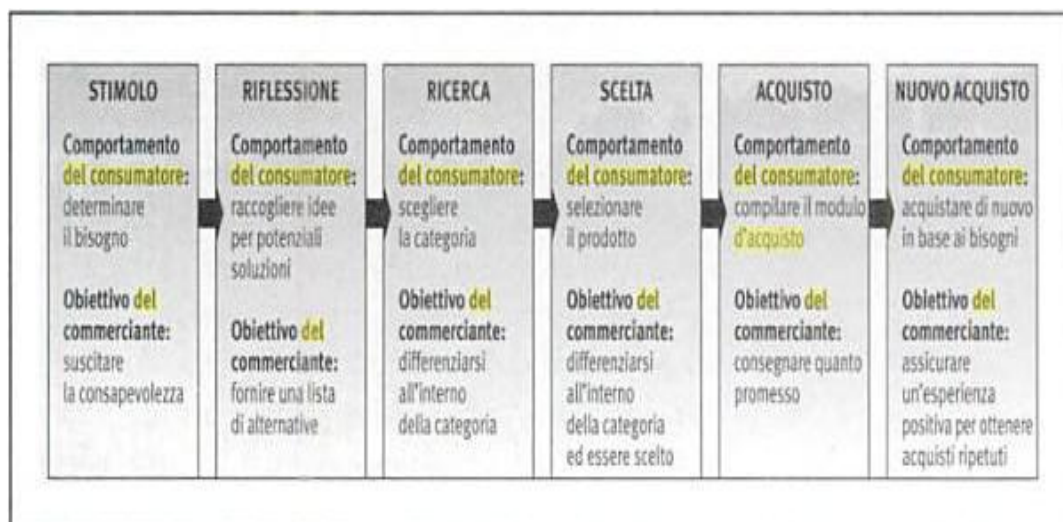 STIMOLO
Comportamento
del consumatore:
determinare
il bisogno
Obiettivo del
commerciante:
suscitare
la consapevolezza
RIFLESSIONE
Comportamento
del consumatore:
raccogliere idee
per potenziali
soluzioni
Obiettivo del
commerciante:
fornire una lista
di alternative
RICERCA
Comportamento
del consumatore:
scegliere
la categoria
Obiettivo del
commerciante:
differenziarsi
all'interno
della categoria
SCELTA
Comportamento
del consumatore:
selezionare
il prodotto
Obiettivo del
commerciante:
differenziarsi
all'interno
della categoria
ed essere scelto
ACQUISTO
Comportamento
del consumatore:
compilare il modulo
d'acquisto
Obiettivo del
commerciante:
consegnare quanto
promesso
NUOVO ACQUISTO
Comportamento
del consumatore:
acquistare di nuovo
in base ai bisogni
Obiettivo del
commerciante:
assicurare
un'esperienza
positiva per ottenere
acquisti ripetuti